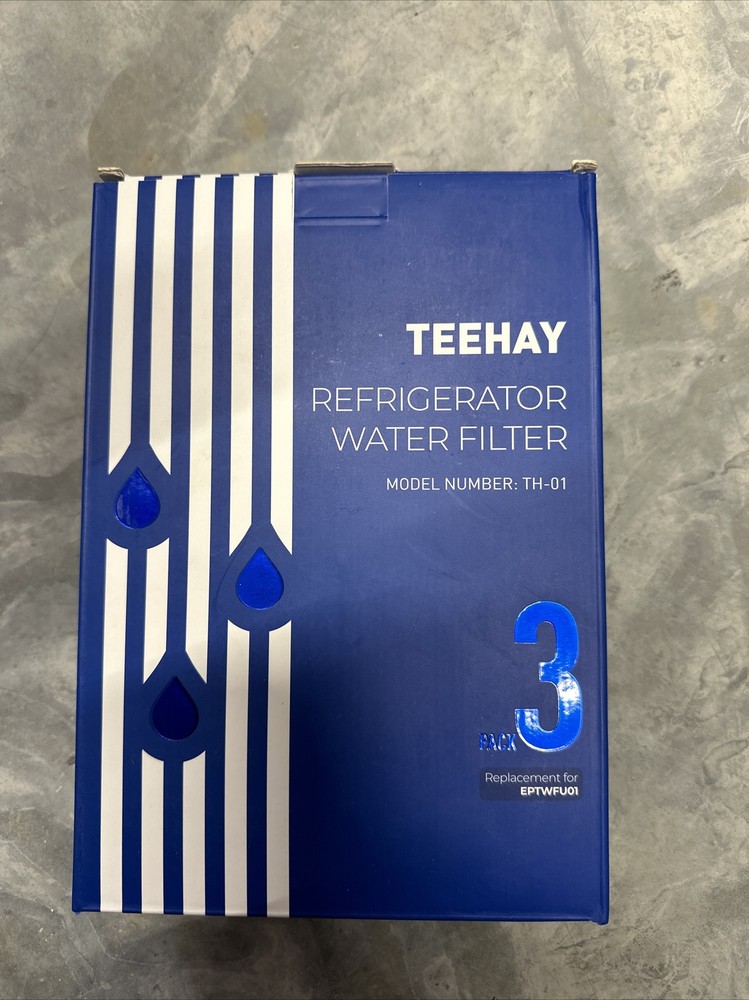 TEEHAY
REFRIGERATOR
WATER FILTER
MODEL NUMBER: TH-01
PACK 3
Replacement for
EPTWFU01